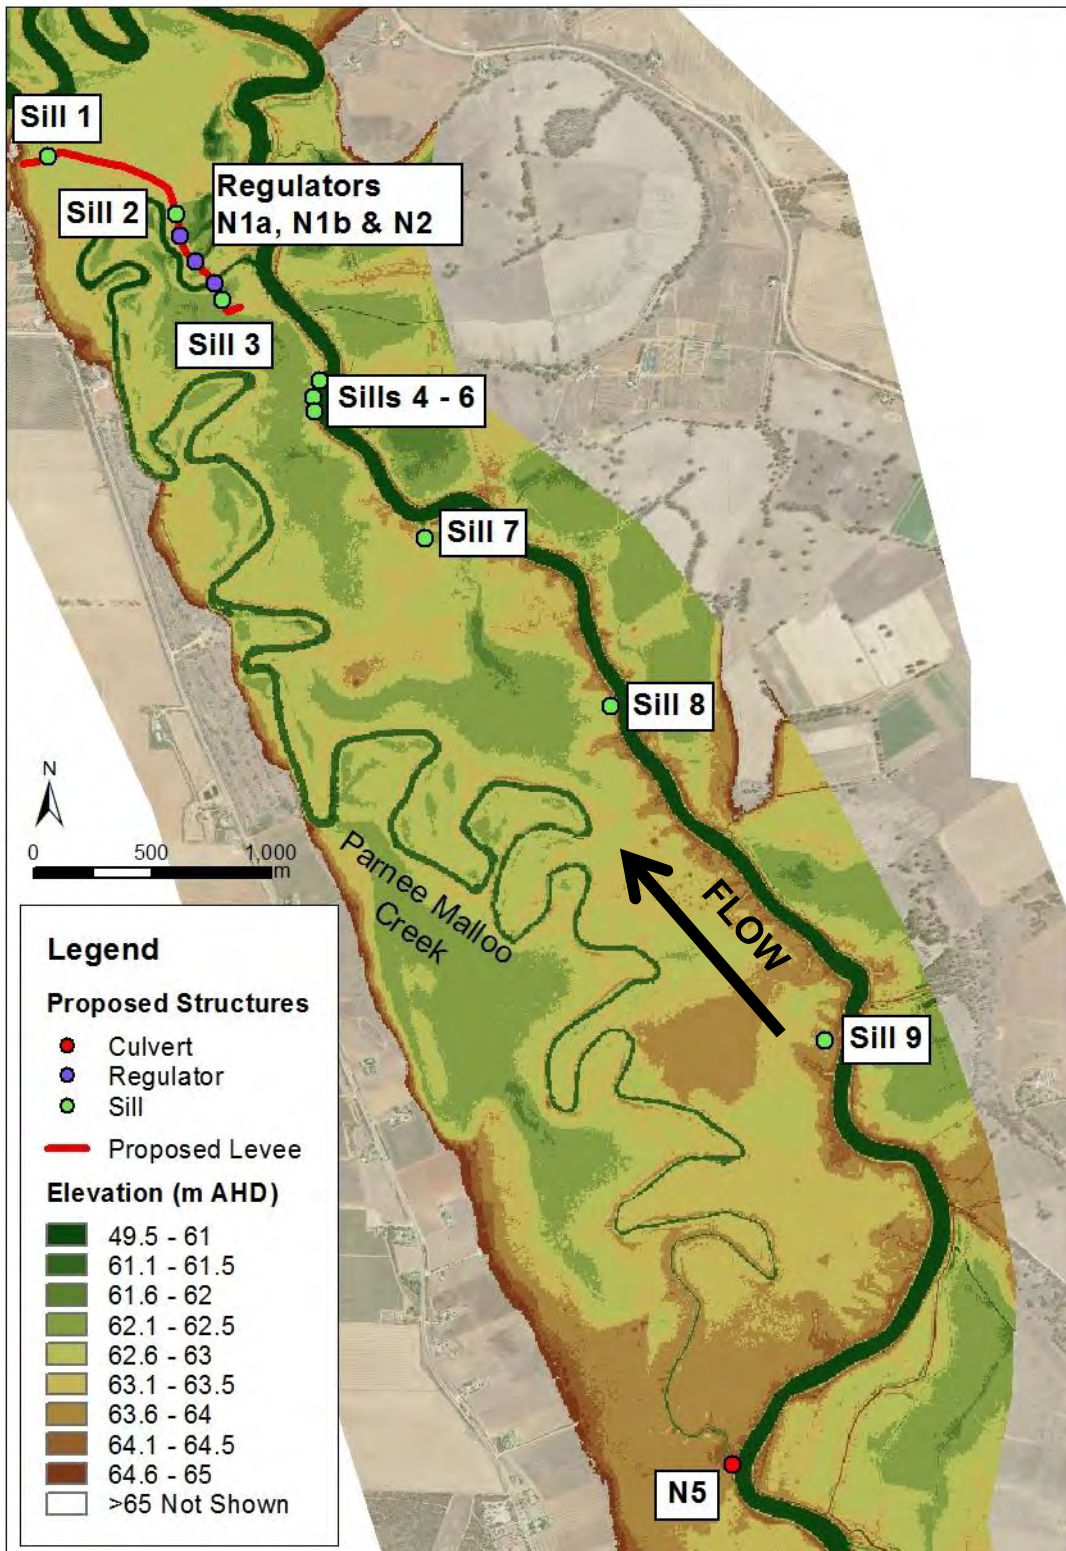 Sill 1
Regulators
N1a, N1b & N2
Sill 2
Sill 3
Sills 4 - 6
Sill 7
Sill 8
N
0 500 1,000
m
Parnee Malloo
Creek
FLOW
Sill 9
Legend
Proposed Structures
Culvert
Regulator
Sill
Proposed Levee
Elevation (m AHD)
49.5 - 61
61.1 - 61.5
61.6 - 62
62.1 - 62.5
62.6 - 63
63.1 - 63.5
63.6 - 64
64.1 - 64.5
64.6 - 65
>65 Not Shown
N5